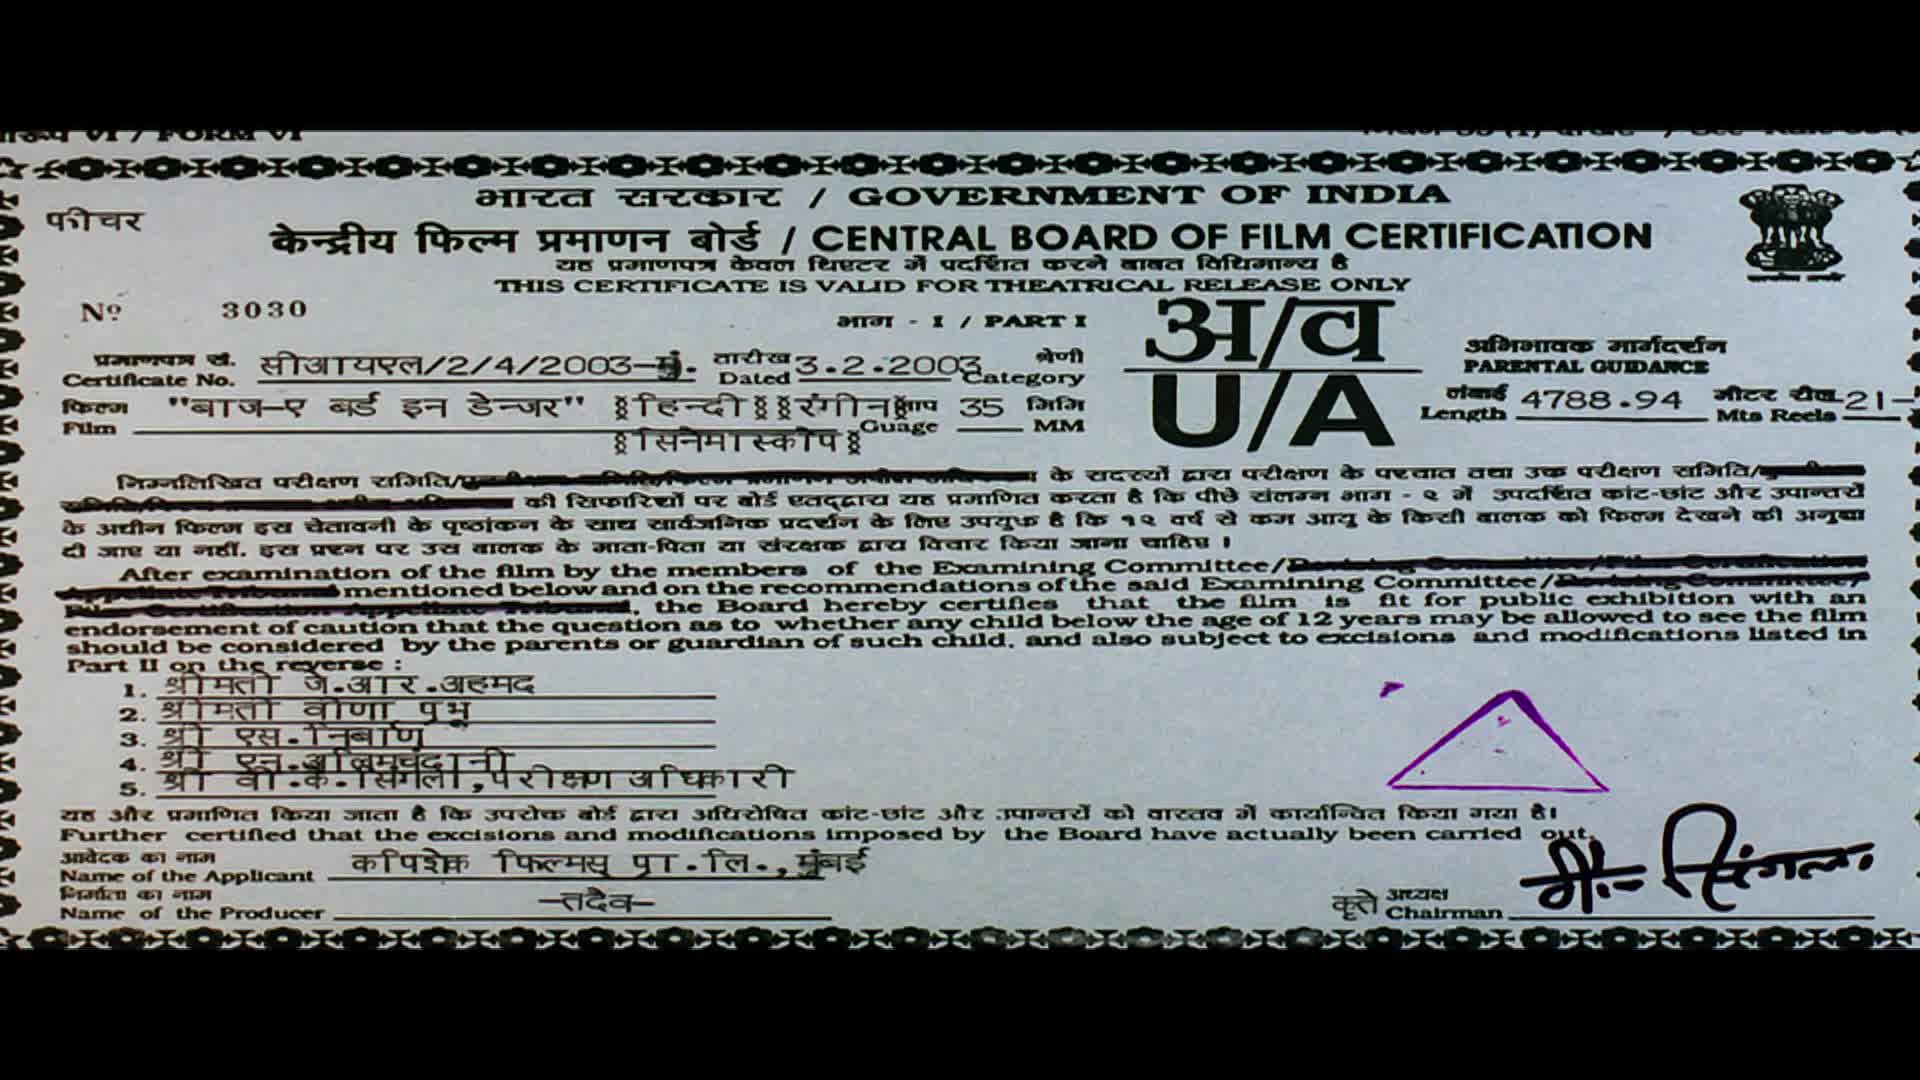 FORM VI
भारत सरकार / GOVERNMENT OF INDIA
फीचर
केन्द्रीय फिल्म प्रमाणन बोर्ड / CENTRAL BOARD OF FILM CERTIFICATION
यह प्रमाणपत्र केवल थिएटर में प्रदर्शित करने बाबत विधिमान्य है
THIS CERTIFICATE IS VALID FOR THEATRICAL RELEASE ONLY
Nº 3030
भाग - I / PART I
अ/व
U/A
अभिभावक मार्गदर्शन
PARENTAL GUIDANCE
प्रमाणपत्र सं. सीआयएल/2/4/2003-मुं. तारीख 3.2.2003 श्रेणी
Certificate No. Dated Category
लंबाई 4788.94 मीटर रील 21-
Length Mts Reels
फिल्म "बाज-ए बर्ड इन डेन्जर" हिन्दी रंगीन माप 35 मिमि
Film Guage MM
सिनेमास्कोप
निम्नलिखित परीक्षण समिति/ के सदस्यों द्वारा परीक्षण के पश्चात तथा उक्त परीक्षण समिति/
की सिफारिशों पर बोर्ड एतद्द्वारा यह प्रमाणित करता है कि पीछे संलग्न भाग - २ में उपदर्शित कांट-छांट और उपान्तरों
के अधीन फिल्म इस चेतावनी के पृष्ठांकन के साथ सार्वजनिक प्रदर्शन के लिए उपयुक्त है कि १२ वर्ष से कम आयु के किसी बालक को फिल्म देखने की अनुज्ञा
दी जाए या नहीं. इस प्रश्न पर उस बालक के माता-पिता या संरक्षक द्वारा विचार किया जाना चाहिए ।
After examination of the film by the members of the Examining Committee/
mentioned below and on the recommendations of the said Examining Committee/
, the Board hereby certifies that the film is fit for public exhibition with an
endorsement of caution that the question as to whether any child below the age of 12 years may be allowed to see the film
should be considered by the parents or guardian of such child, and also subject to excisions and modifications listed in
Part II on the reverse :
1. श्रीमती जे.आर.अहमद
2. श्रीमती वीणा प्रभू
3. श्री एस.निर्बाण
4. श्री एन.अलिमचंदानी
5. श्री वी.के.सिंगला,परीक्षण अधिकारी
यह और प्रमाणित किया जाता है कि उपरोक्त बोर्ड द्वारा अधिरोपित कांट-छांट और उपान्तरों को वास्तव में कार्यान्वित किया गया है।
Further certified that the excisions and modifications imposed by the Board have actually been carried out.
आवेदक का नाम कपिशेक फिल्मस् प्रा.लि.,मुंबई
Name of the Applicant
निर्माता का नाम -तदैव-
Name of the Producer
कृते अध्यक्ष
Chairman